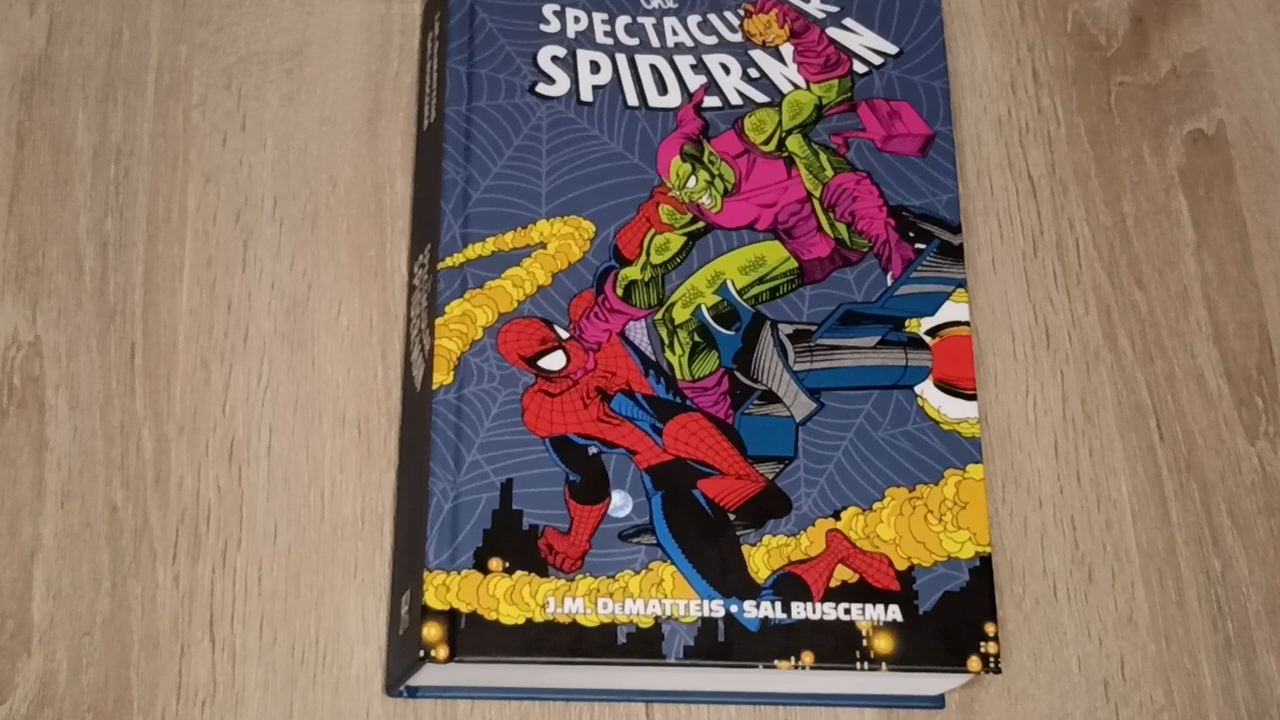 the
SPECTACULAR
SPIDER-MAN
J.M. DEMATTEIS • SAL BUSCEMA